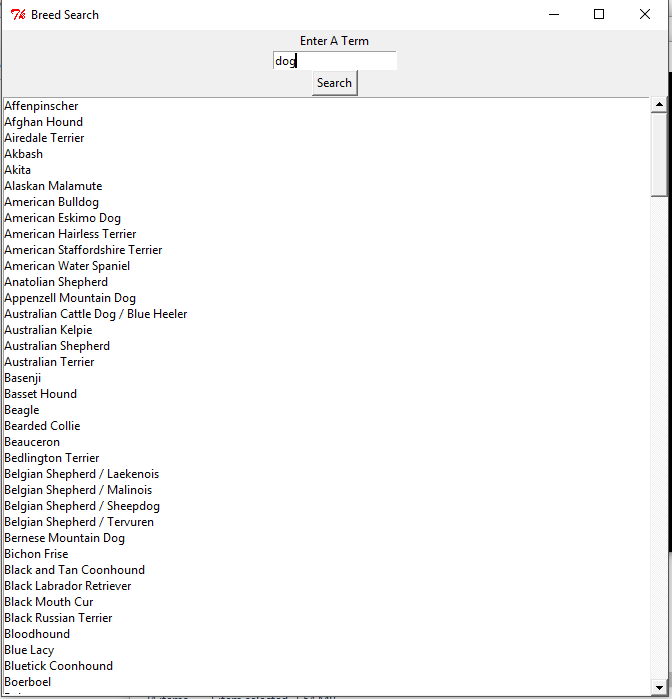 Breed Search
Enter A Term
dog
Search
Affenpinscher
Afghan Hound
Airedale Terrier
Akbash
Akita
Alaskan Malamute
American Bulldog
American Eskimo Dog
American Hairless Terrier
American Staffordshire Terrier
American Water Spaniel
Anatolian Shepherd
Appenzell Mountain Dog
Australian Cattle Dog / Blue Heeler
Australian Kelpie
Australian Shepherd
Australian Terrier
Basenji
Basset Hound
Beagle
Bearded Collie
Beauceron
Bedlington Terrier
Belgian Shepherd / Laekenois
Belgian Shepherd / Malinois
Belgian Shepherd / Sheepdog
Belgian Shepherd / Tervuren
Bernese Mountain Dog
Bichon Frise
Black and Tan Coonhound
Black Labrador Retriever
Black Mouth Cur
Black Russian Terrier
Bloodhound
Blue Lacy
Bluetick Coonhound
Boerboel